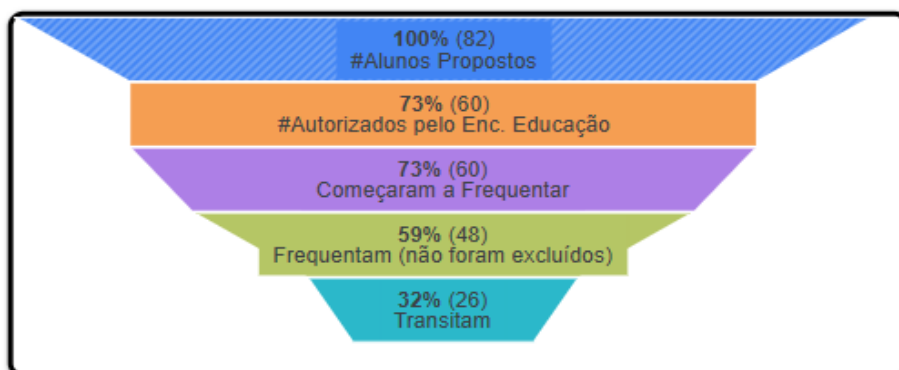 100% (82)
#Alunos Propostos
73% (60)
#Autorizados pelo Enc. Educação
73% (60)
Começaram a Frequentar
59% (48)
Frequentam (não foram excluídos)
32% (26)
Transitam